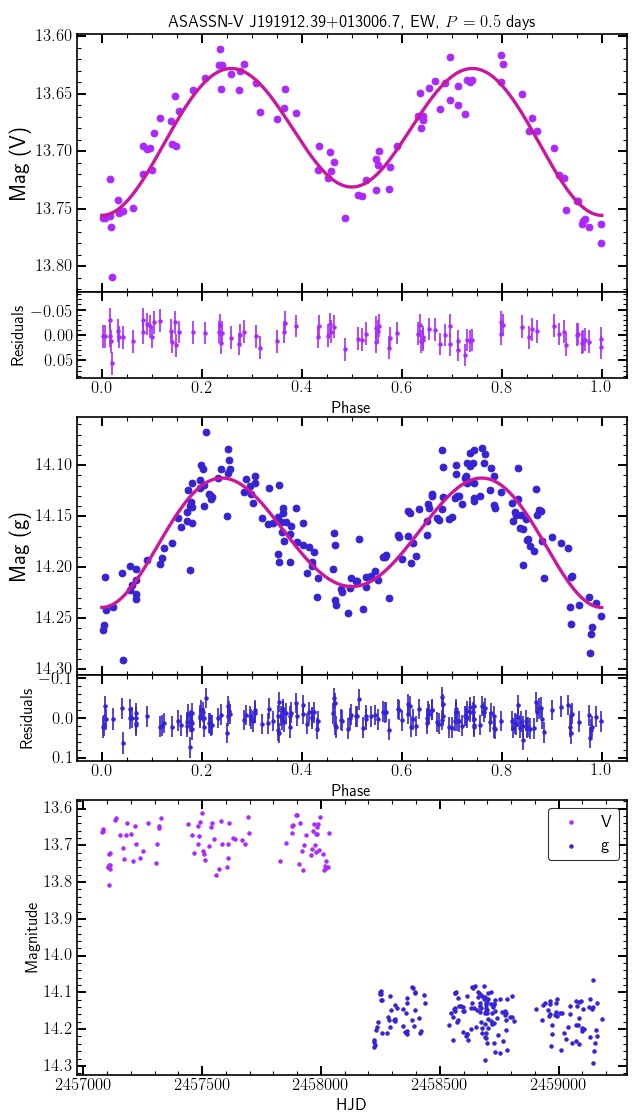 ASASSN-V J191912.39+013006.7, EW, P = 0.5 days
13.60
13.65
13.70
13.75
13.80
Mag (V)
−0.05
0.00
0.05
Residuals
0.0 0.2 0.4 0.6 0.8 1.0
Phase
14.10
14.15
14.20
14.25
14.30
Mag (g)
−0.1
0.0
0.1
Residuals
0.0 0.2 0.4 0.6 0.8 1.0
Phase
13.6
13.7
13.8
13.9
14.0
14.1
14.2
14.3
Magnitude
V
g
2457000 2457500 2458000 2458500 2459000
HJD